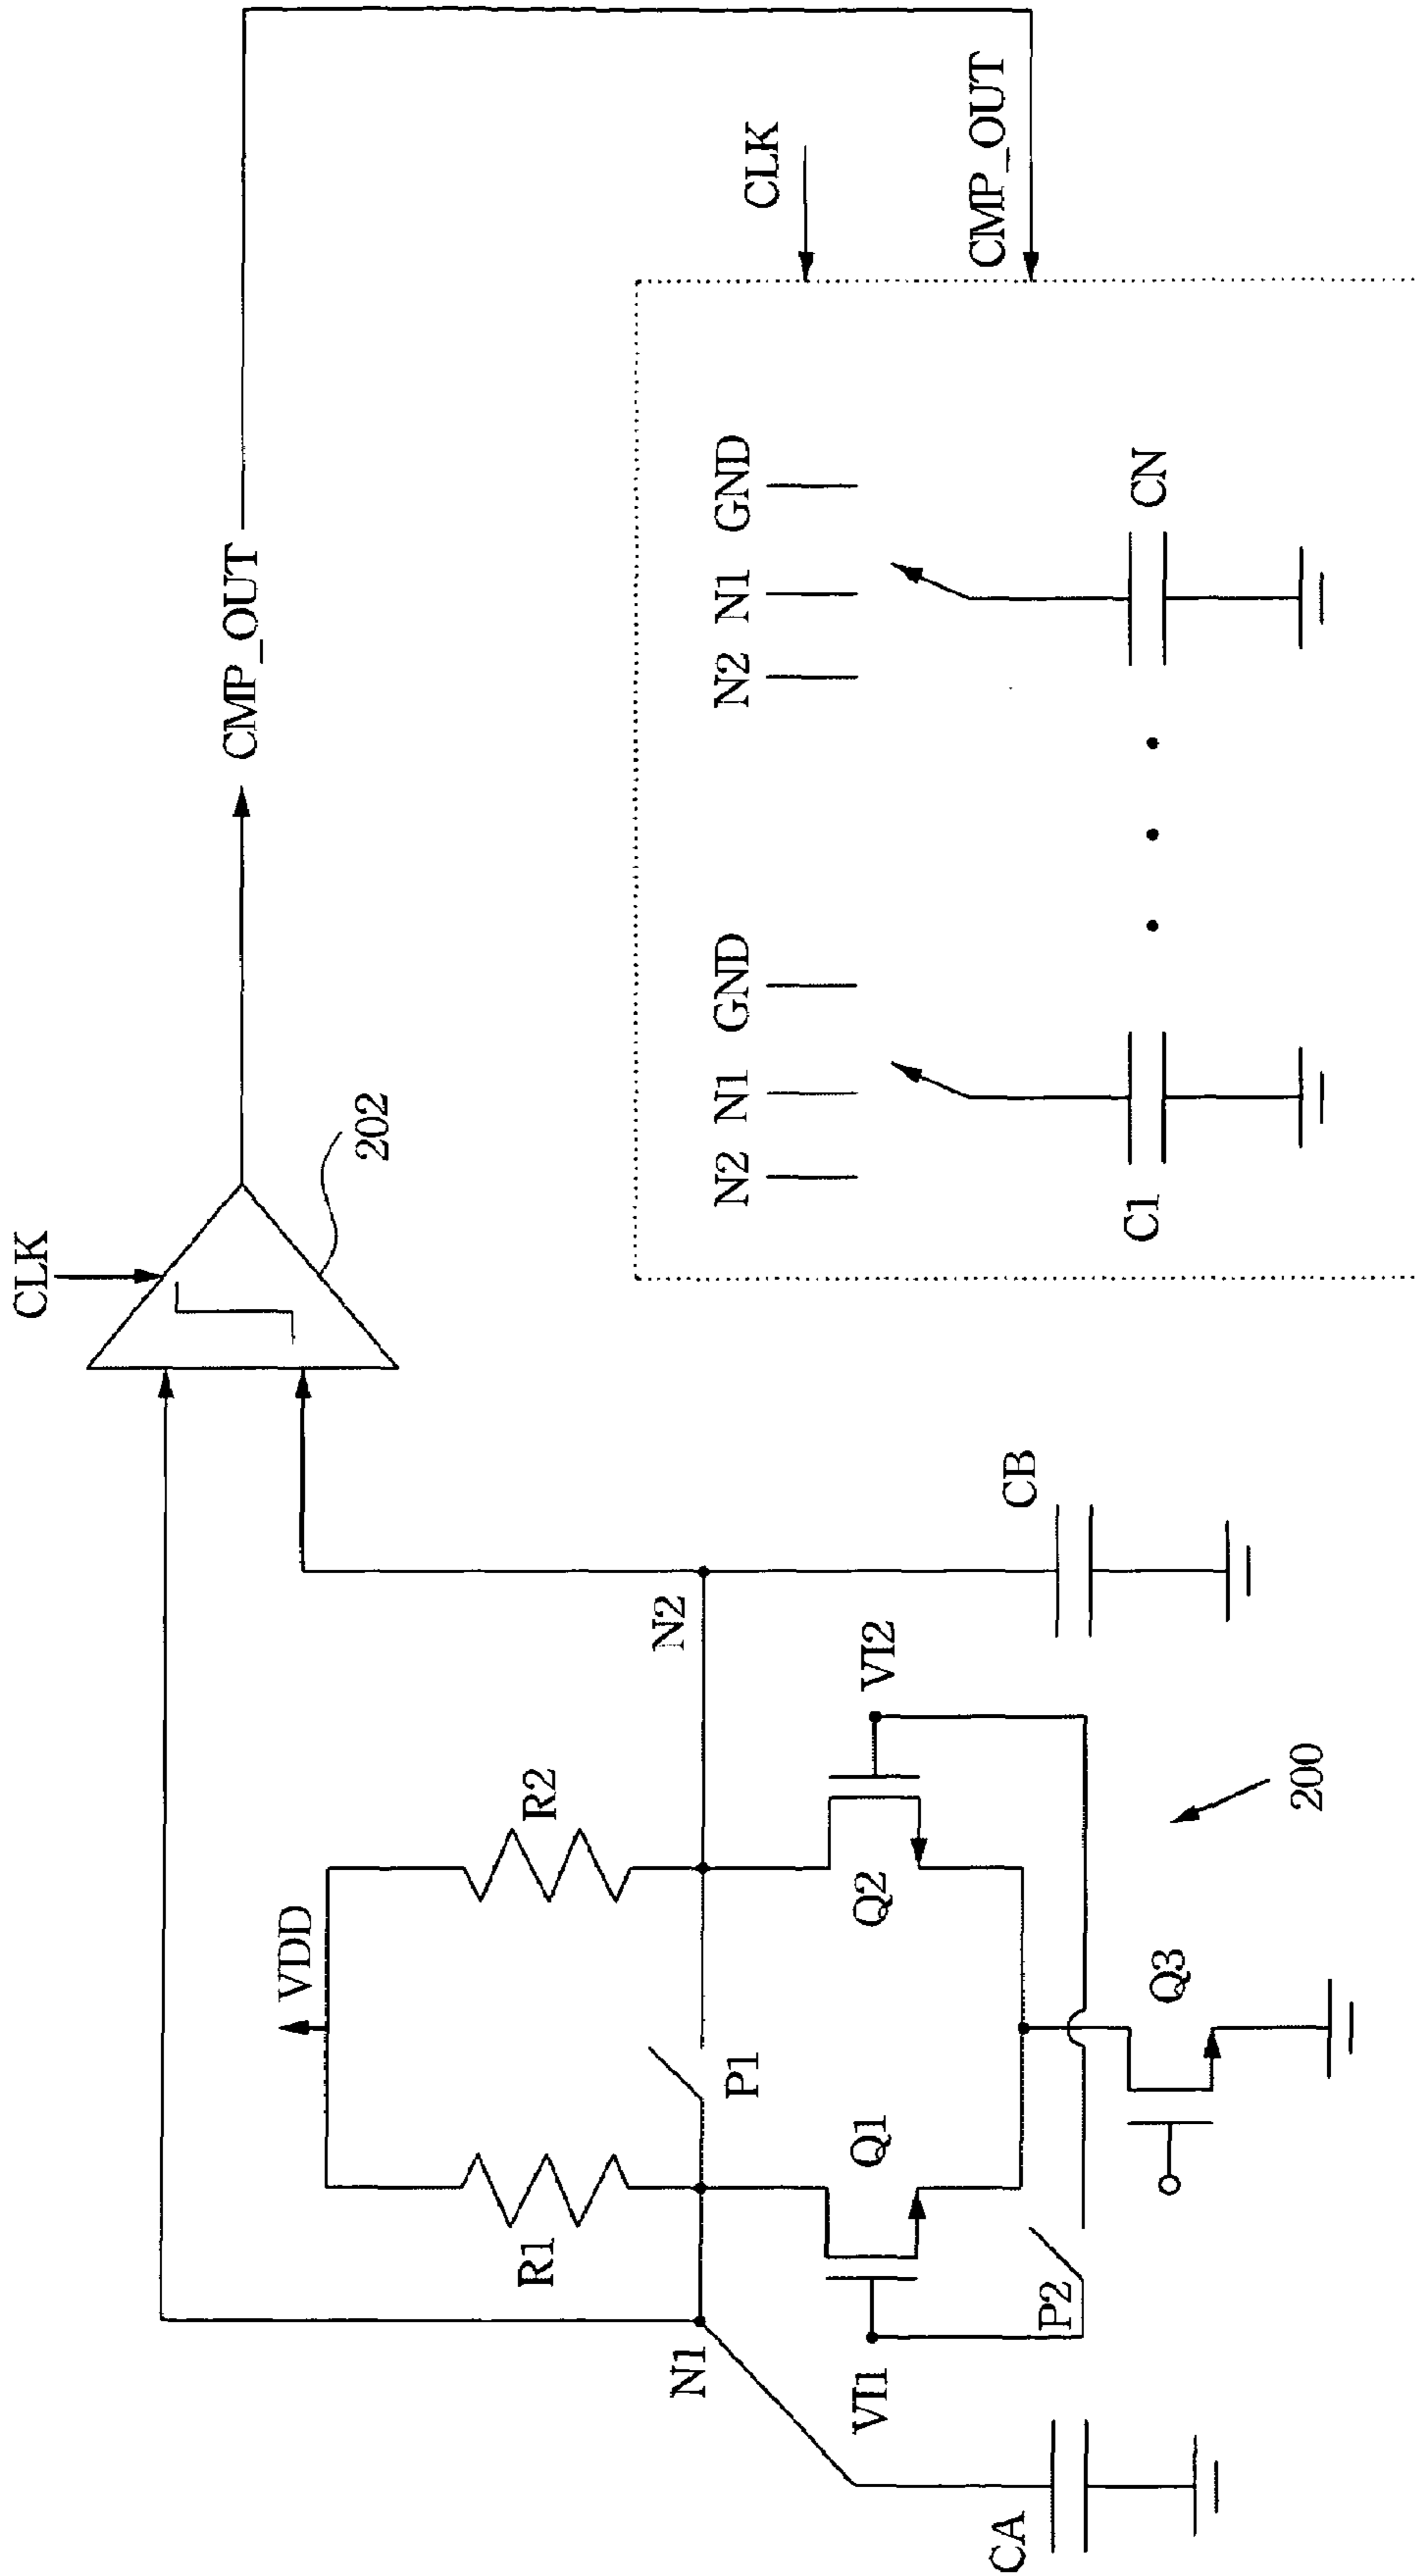 CLK
CMP_OUT
202
VDD
R1
R2
N1
P1
N2
Q1
Q2
VI1
VI2
P2
Q3
CA
CB
200
CLK
CMP_OUT
N2 N1 GND
N2 N1 GND
C1
CN